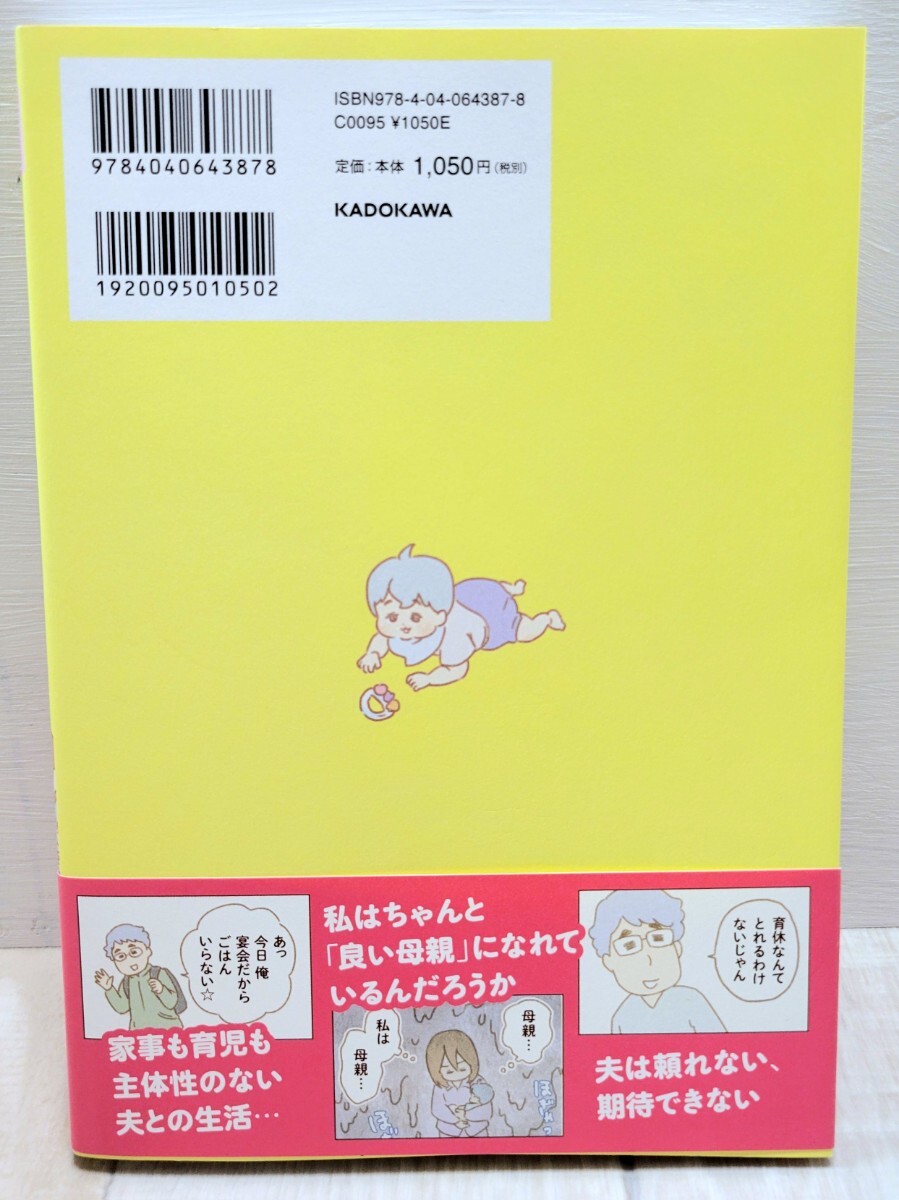 ISBN978-4-04-064387-8
C0095 ¥1050E
定価：本体 1,050円（税別）
KADOKAWA
9784040643878
1920095010502
あっ
今日 俺
宴会だから
ごはん
いらない☆
家事も育児も
主体性のない
夫との生活…
私はちゃんと
「良い母親」になれて
いるんだろうか
母親…
私は
母親…
育休なんて
とれるわけ
ないじゃん
夫は頼れない、
期待できない